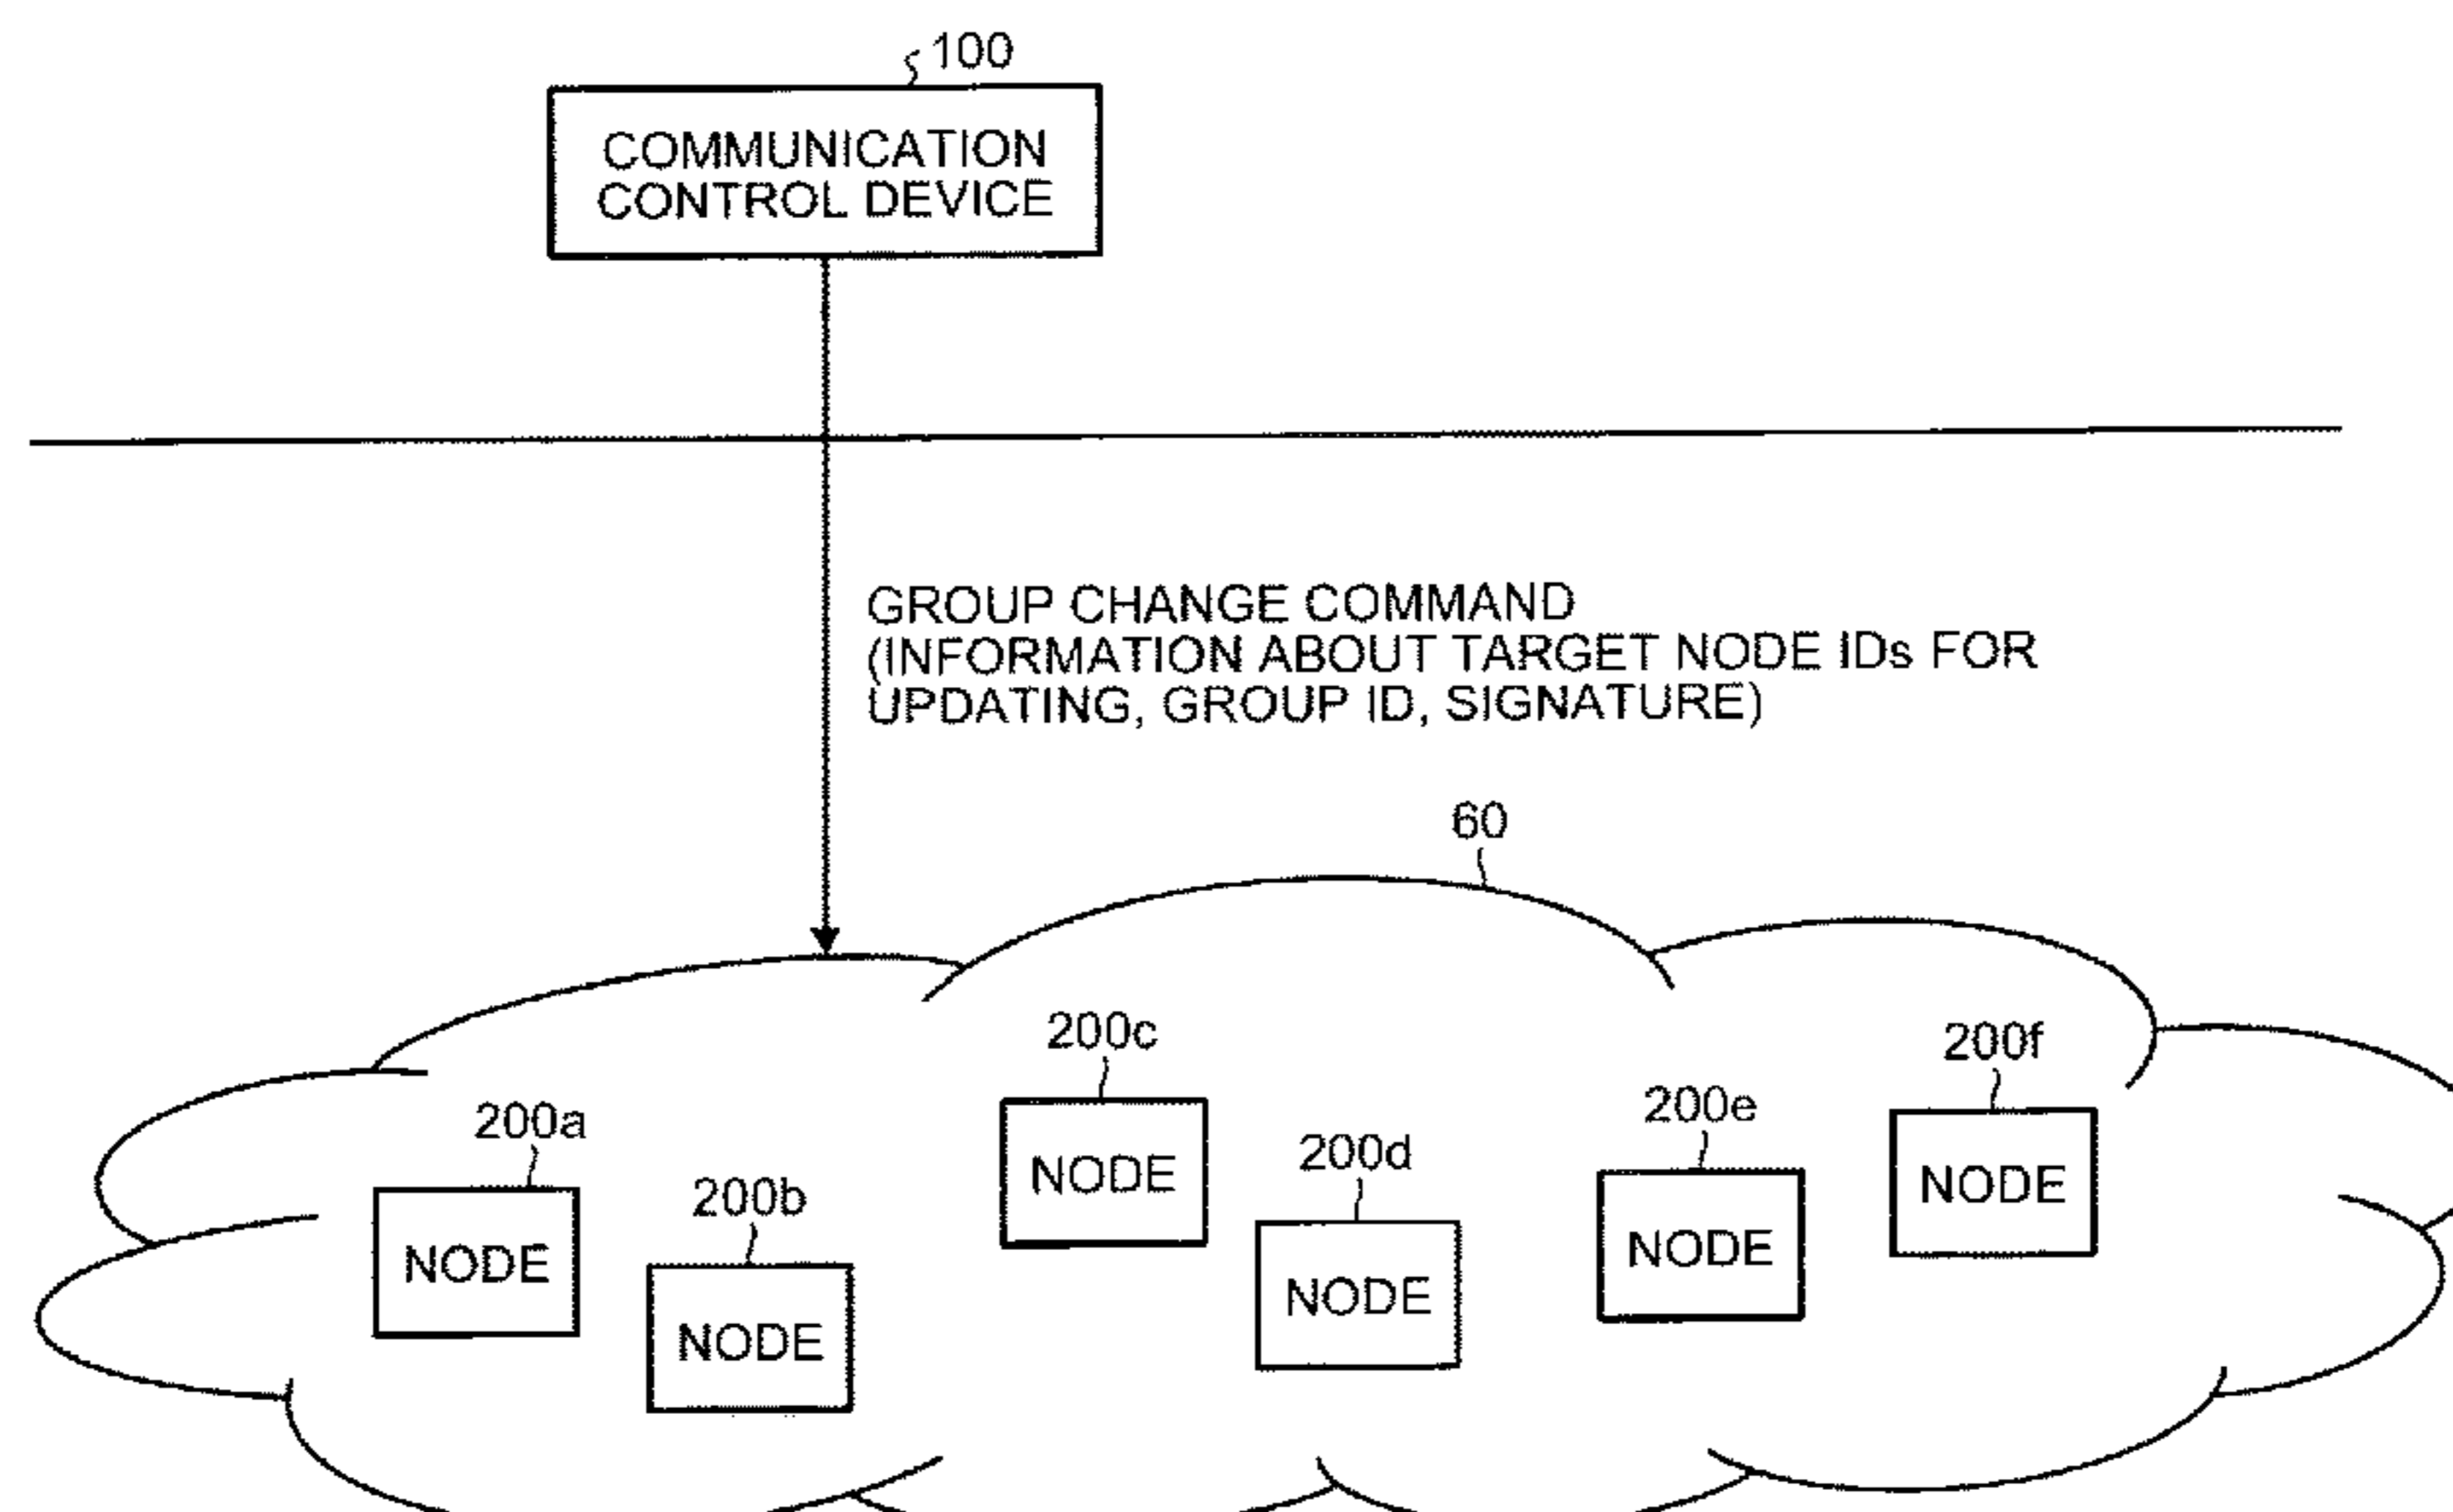 100
COMMUNICATION
CONTROL DEVICE
GROUP CHANGE COMMAND
(INFORMATION ABOUT TARGET NODE IDs FOR
UPDATING, GROUP ID, SIGNATURE)
60
200c
200f
200e
200a
200d
200b
NODE
NODE
NODE
NODE
NODE
NODE